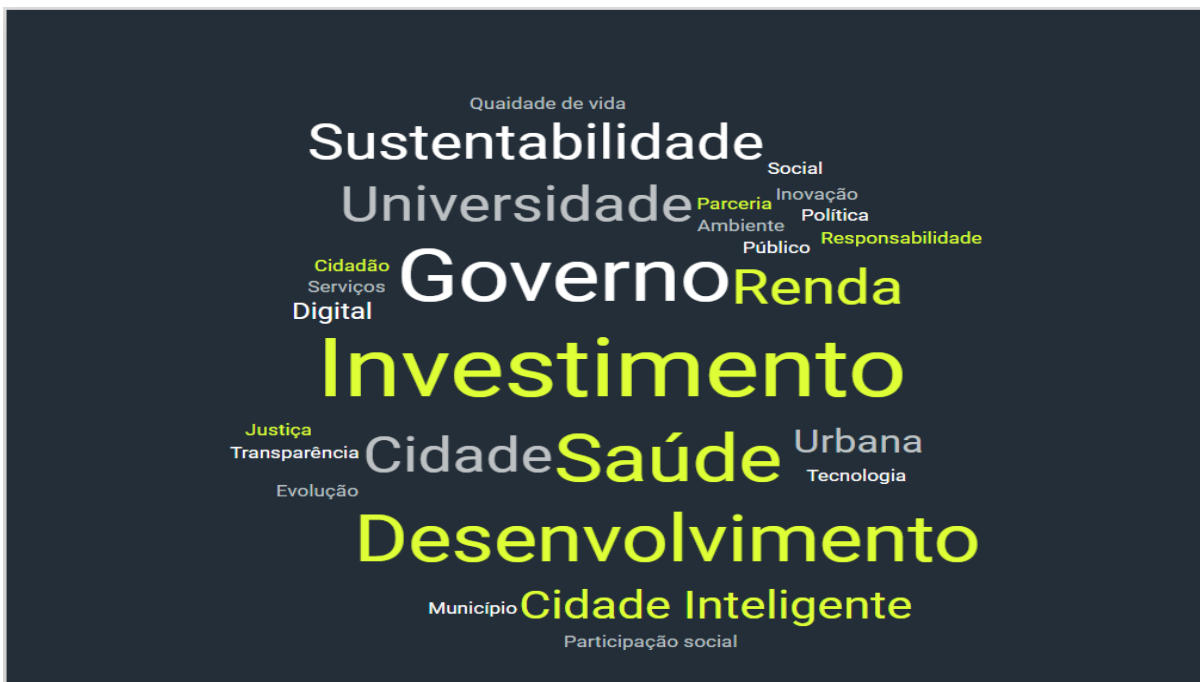 Quaidade de vida
Sustentabilidade
Social
Universidade
Parceria
Inovação
Ambiente
Política
Público
Responsabilidade
Cidadão
Serviços
Digital
Governo
Renda
Investimento
Justiça
Transparência
Evolução
Cidade
Saúde
Urbana
Tecnologia
Desenvolvimento
Município
Cidade Inteligente
Participação social